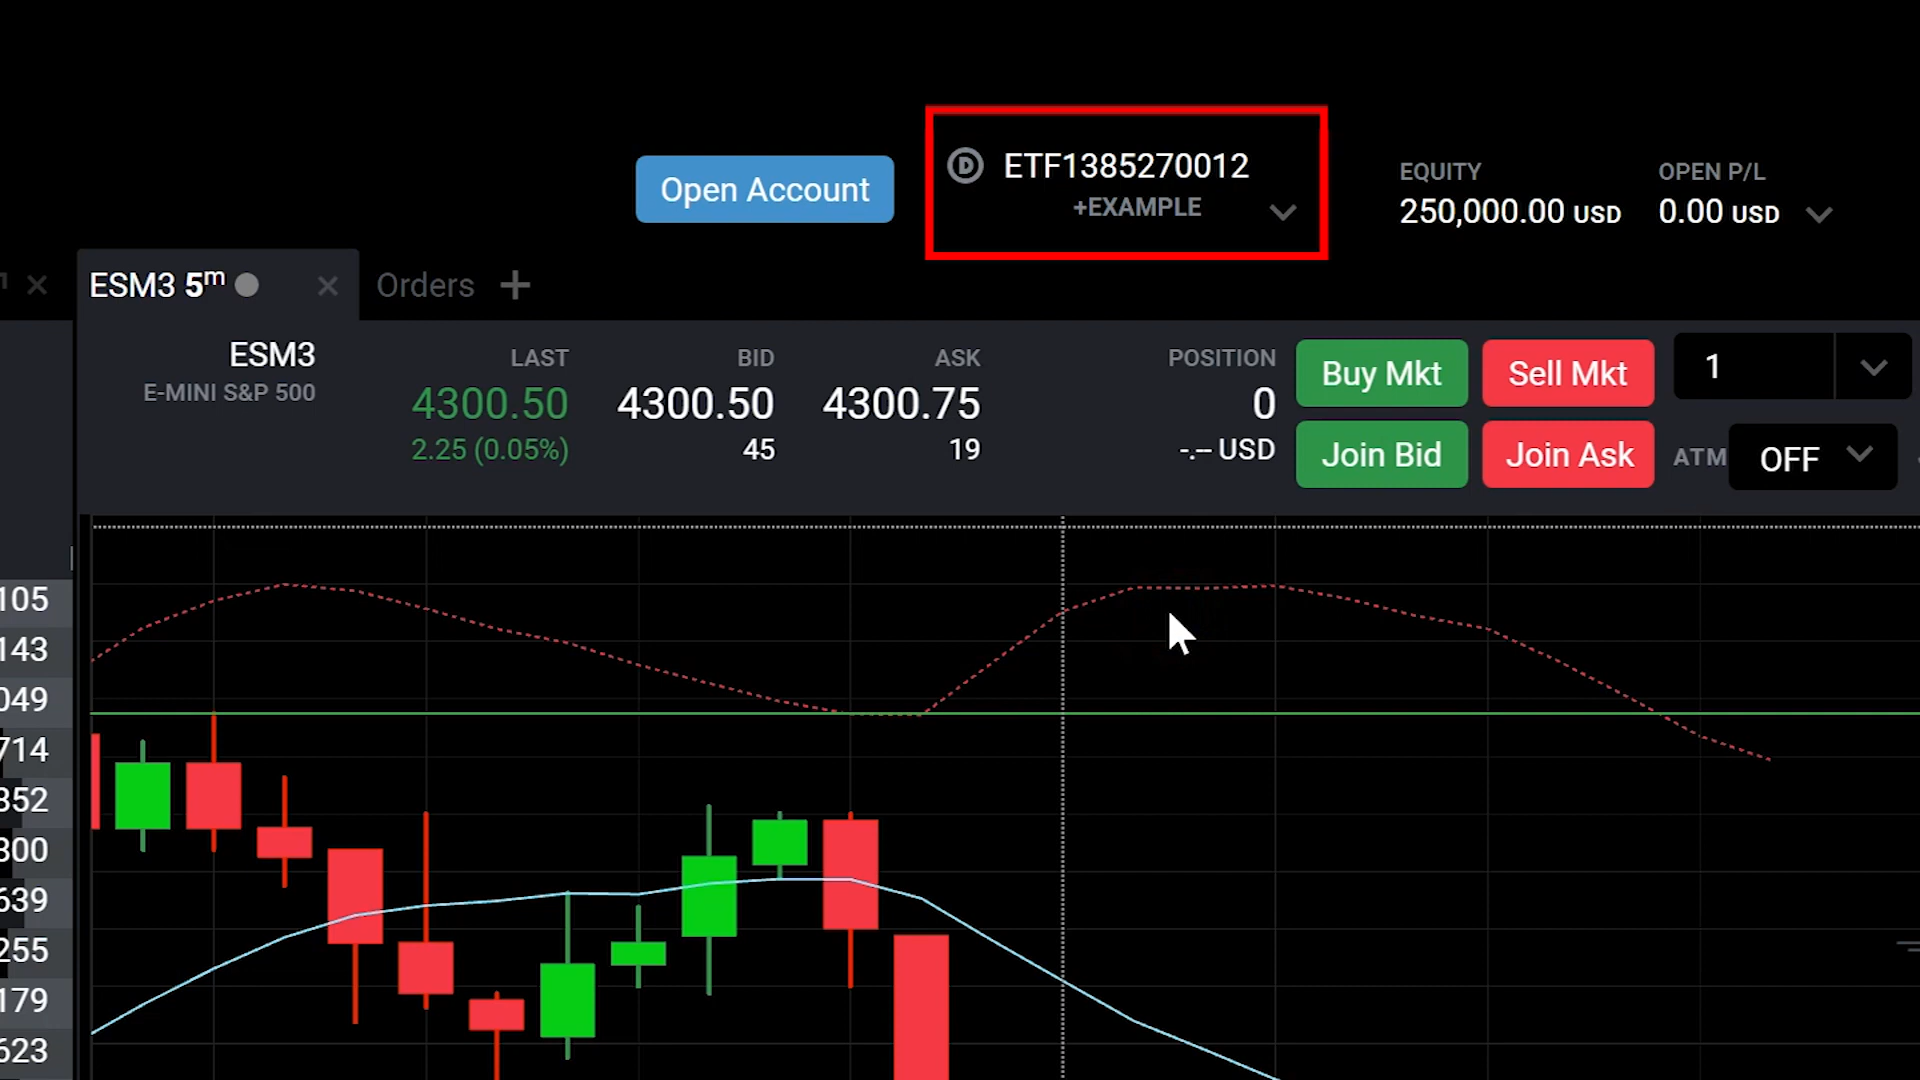 D ETF1385270012
+EXAMPLE
Open Account
EQUITY
250,000.00 USD
OPEN P/L
0.00 USD
ESM3 5m
Orders
ESM3
E-MINI S&P 500
LAST
4300.50
2.25 (0.05%)
BID
4300.50
45
ASK
4300.75
19
POSITION
0
-.-- USD
Buy Mkt
Sell Mkt
1
Join Bid
Join Ask
ATM
OFF
105
143
049
714
352
300
639
255
179
623